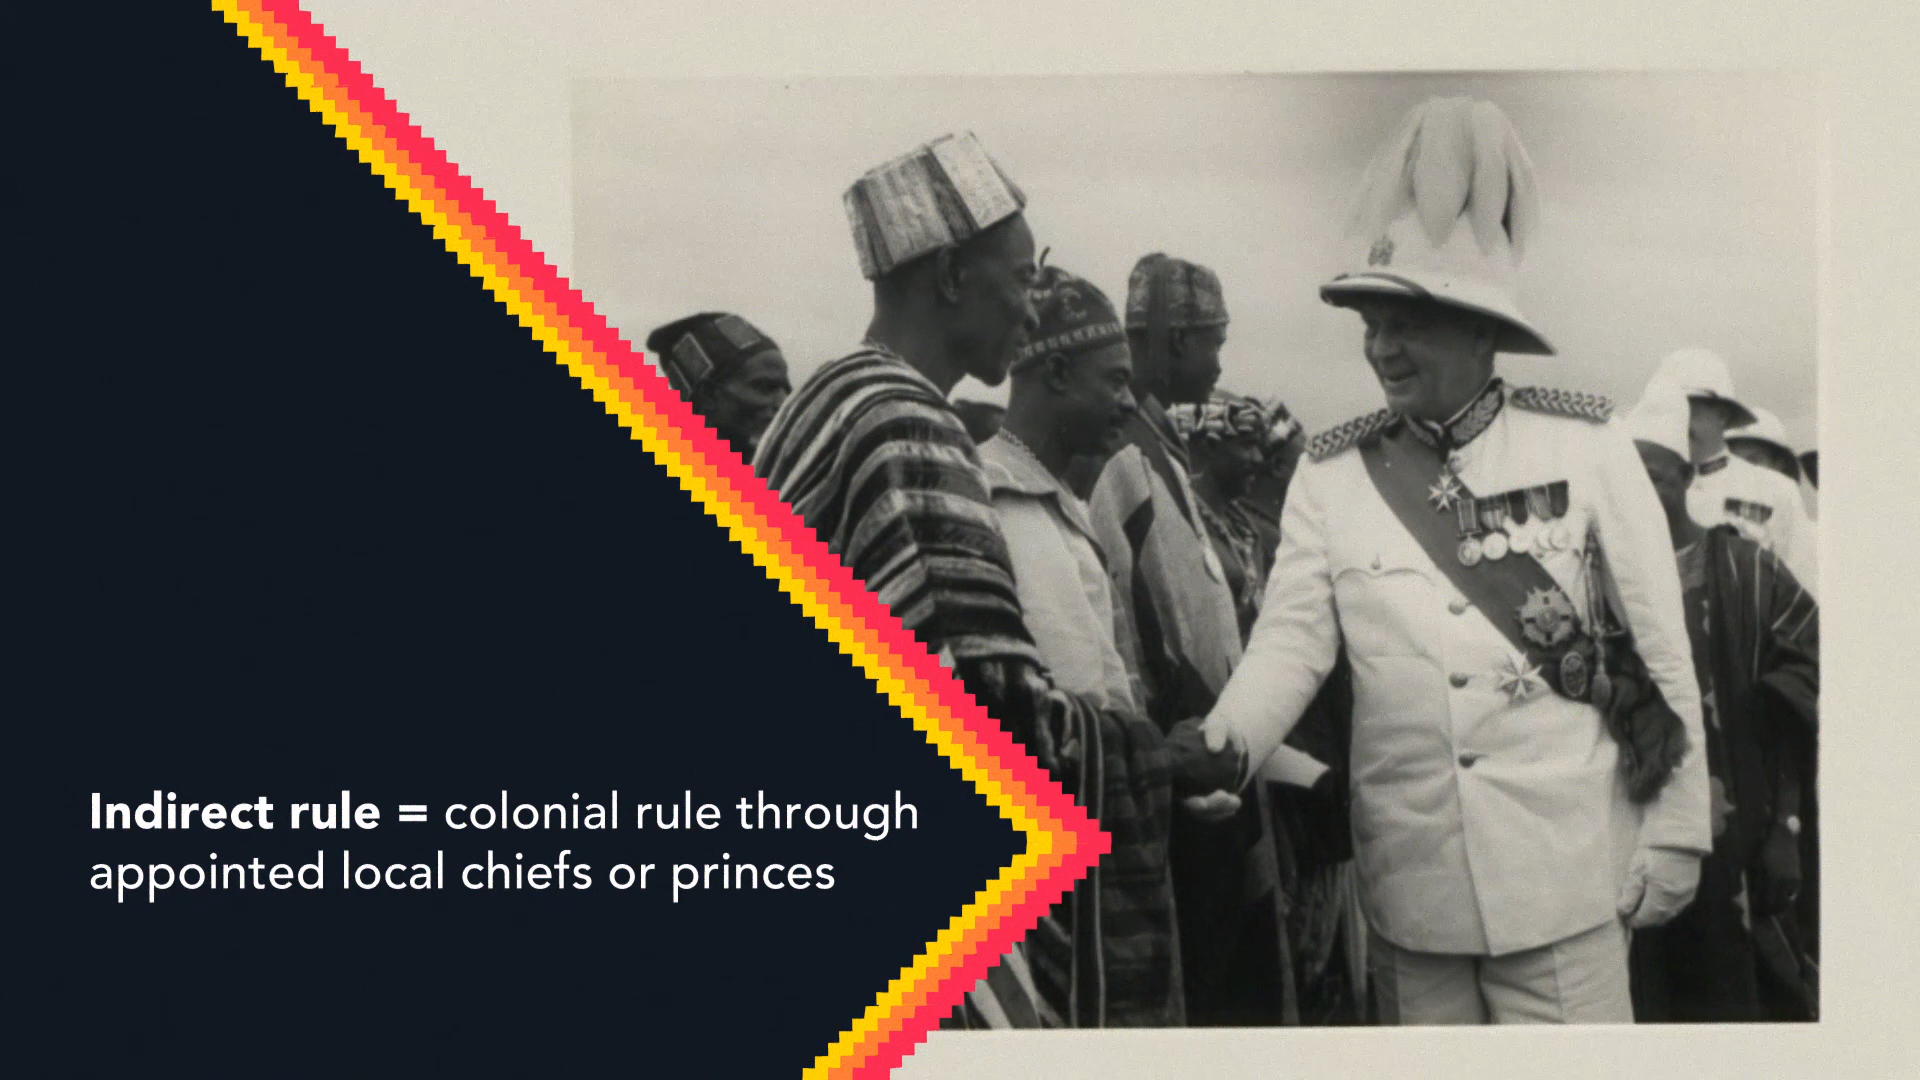 Indirect rule = colonial rule through
appointed local chiefs or princes